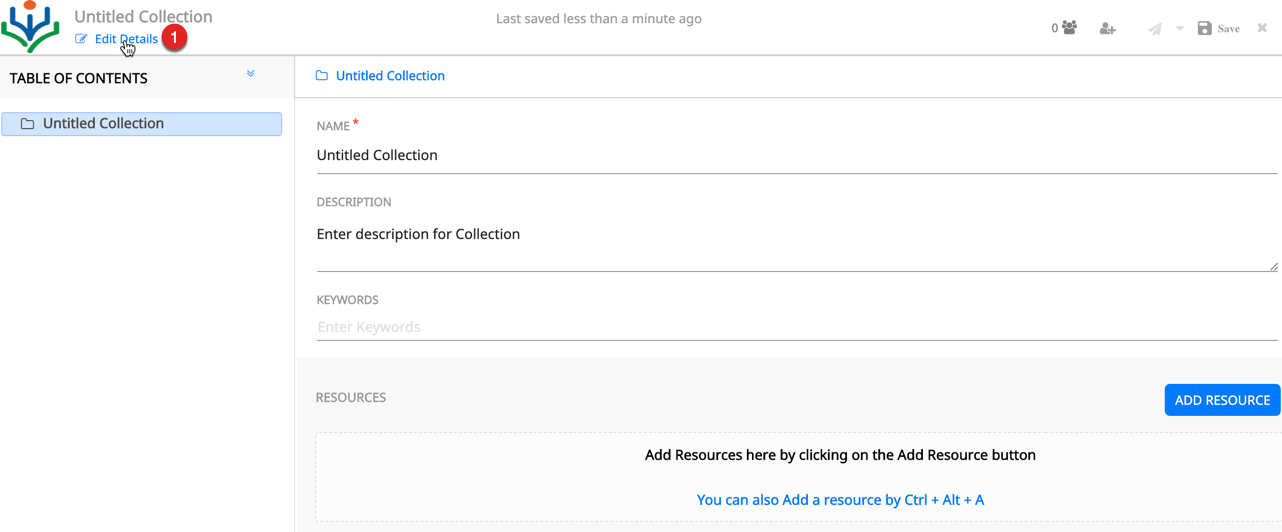 Untitled Collection
Edit Details 1
Last saved less than a minute ago
0
Save
TABLE OF CONTENTS
Untitled Collection
Untitled Collection
NAME *
Untitled Collection
DESCRIPTION
Enter description for Collection
KEYWORDS
Enter Keywords
RESOURCES
ADD RESOURCE
Add Resources here by clicking on the Add Resource button
You can also Add a resource by Ctrl + Alt + A